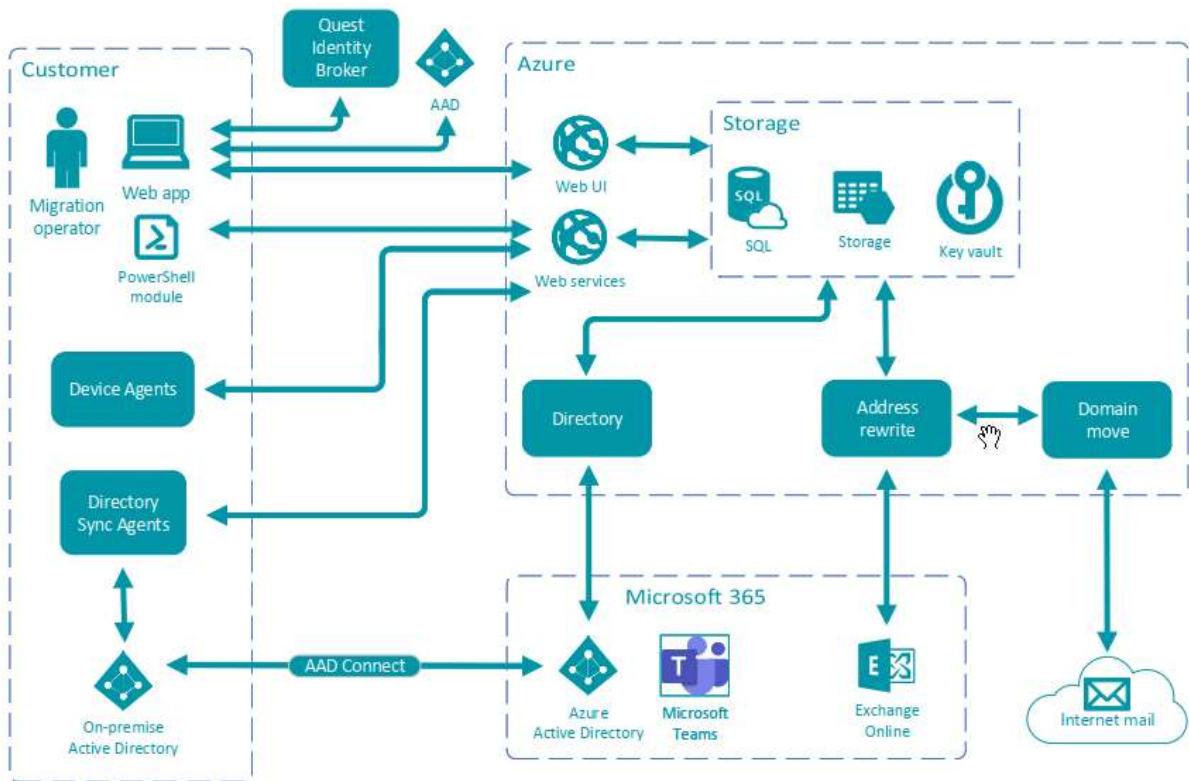 Quest
Identity
Broker
AAD
Customer
Migration
operator
Web app
PowerShell
module
Device Agents
Directory
Sync Agents
On-premise
Active Directory
AAD Connect
Azure
Web UI
Web services
Storage
SQL
SQL
Storage
Key vault
Directory
Address
rewrite
Domain
move
Microsoft 365
Azure
Active Directory
T
Microsoft
Teams
E
Exchange
Online
Internet mail